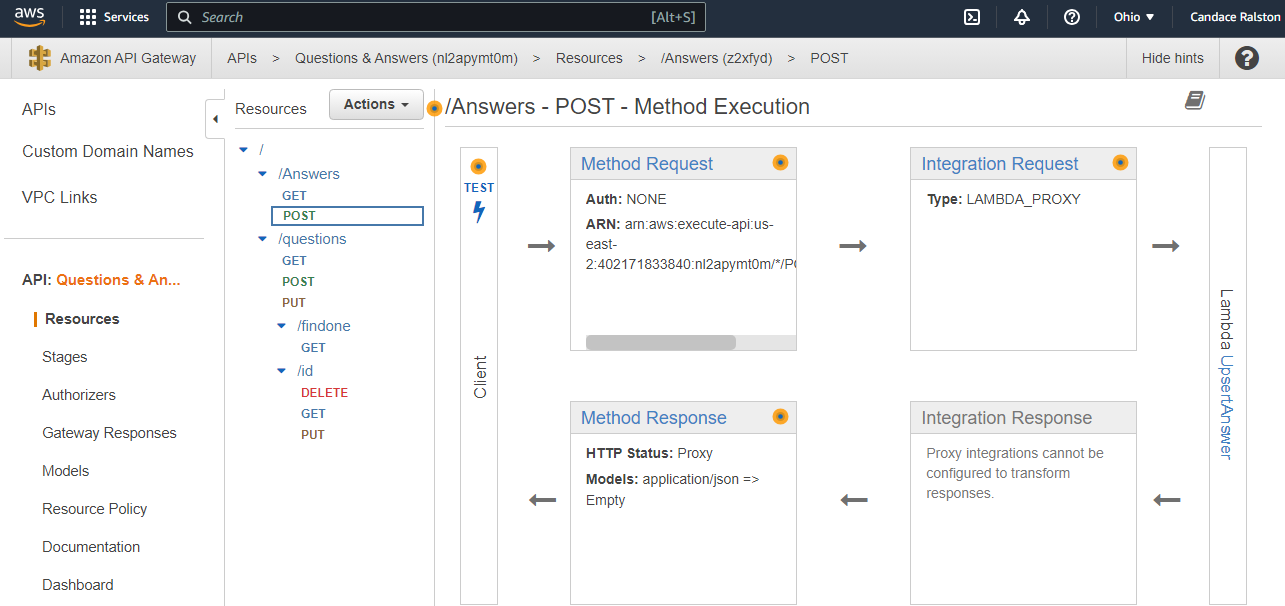 aws Services Search [Alt+S] Ohio Candace Ralston
Amazon API Gateway APIs > Questions & Answers (nl2apymt0m) > Resources > /Answers (z2xfyd) > POST Hide hints
APIs
Custom Domain Names
VPC Links
API: Questions & An...
Resources
Stages
Authorizers
Gateway Responses
Models
Resource Policy
Documentation
Dashboard
Resources Actions
/
/Answers
GET
POST
/questions
GET
POST
PUT
/findone
GET
/id
DELETE
GET
PUT
/Answers - POST - Method Execution
TEST
Client
Method Request
Auth: NONE
ARN: arn:aws:execute-api:us-
east-
2:402171833840:nl2apymt0m/*/P
Integration Request
Type: LAMBDA_PROXY
Lambda UpsertAnswer
Method Response
HTTP Status: Proxy
Models: application/json =>
Empty
Integration Response
Proxy integrations cannot be
configured to transform
responses.